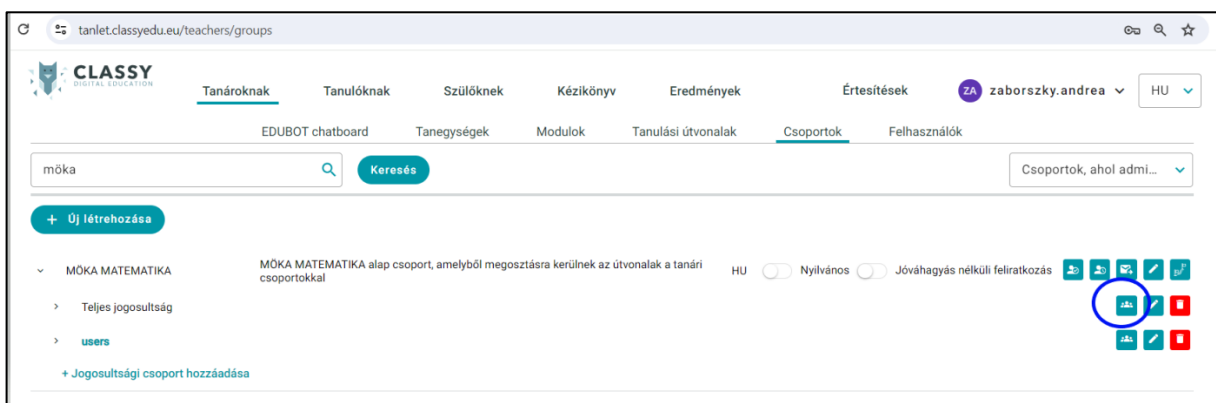 tanlet.classyedu.eu/teachers/groups
CLASSY
DIGITAL EDUCATION
Tanároknak Tanulóknak Szülőknek Kézikönyv Eredmények Értesítések ZA zaborszky.andrea HU
EDUBOT chatboard Tanegységek Modulok Tanulási útvonalak Csoportok Felhasználók
möka Keresés Csoportok, ahol admi...
+ Új létrehozása
MÖKA MATEMATIKA MÖKA MATEMATIKA alap csoport, amelyből megosztásra kerülnek az útvonalak a tanári
csoportokkal
HU Nyilvános Jóváhagyás nélküli feliratkozás
Teljes jogosultság
users
+ Jogosultsági csoport hozzáadása